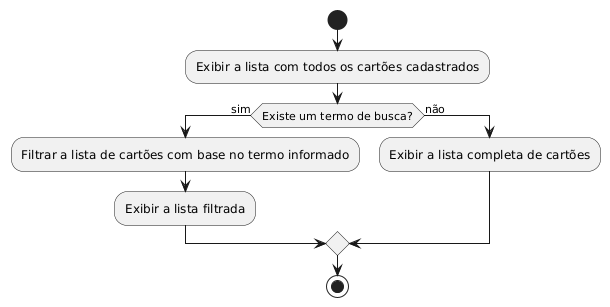 Exibir a lista com todos os cartões cadastrados
sim
Existe um termo de busca?
não
Filtrar a lista de cartões com base no termo informado
Exibir a lista completa de cartões
Exibir a lista filtrada